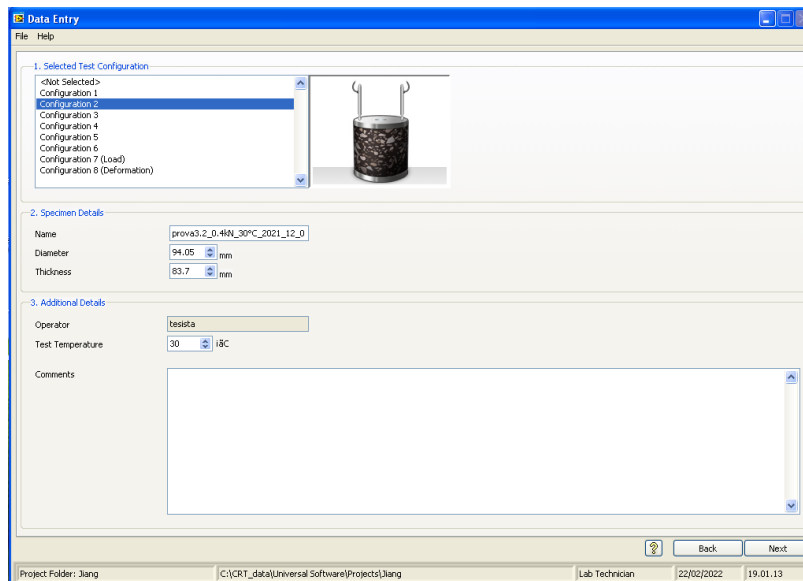 Data Entry
File Help
1. Selected Test Configuration
<Not Selected>
Configuration 1
Configuration 2
Configuration 3
Configuration 4
Configuration 5
Configuration 6
Configuration 7 (Load)
Configuration 8 (Deformation)
2. Specimen Details
Name prova3.2_0.4kN_30°C_2021_12_0
Diameter 94.05 mm
Thickness 83.7 mm
3. Additional Details
Operator tesista
Test Temperature 30 ¡ãC
Comments
? Back Next
Project Folder: Jiang C:\CRT_data\Universal Software\Projects\Jiang Lab Technician 22/02/2022 19.01.13